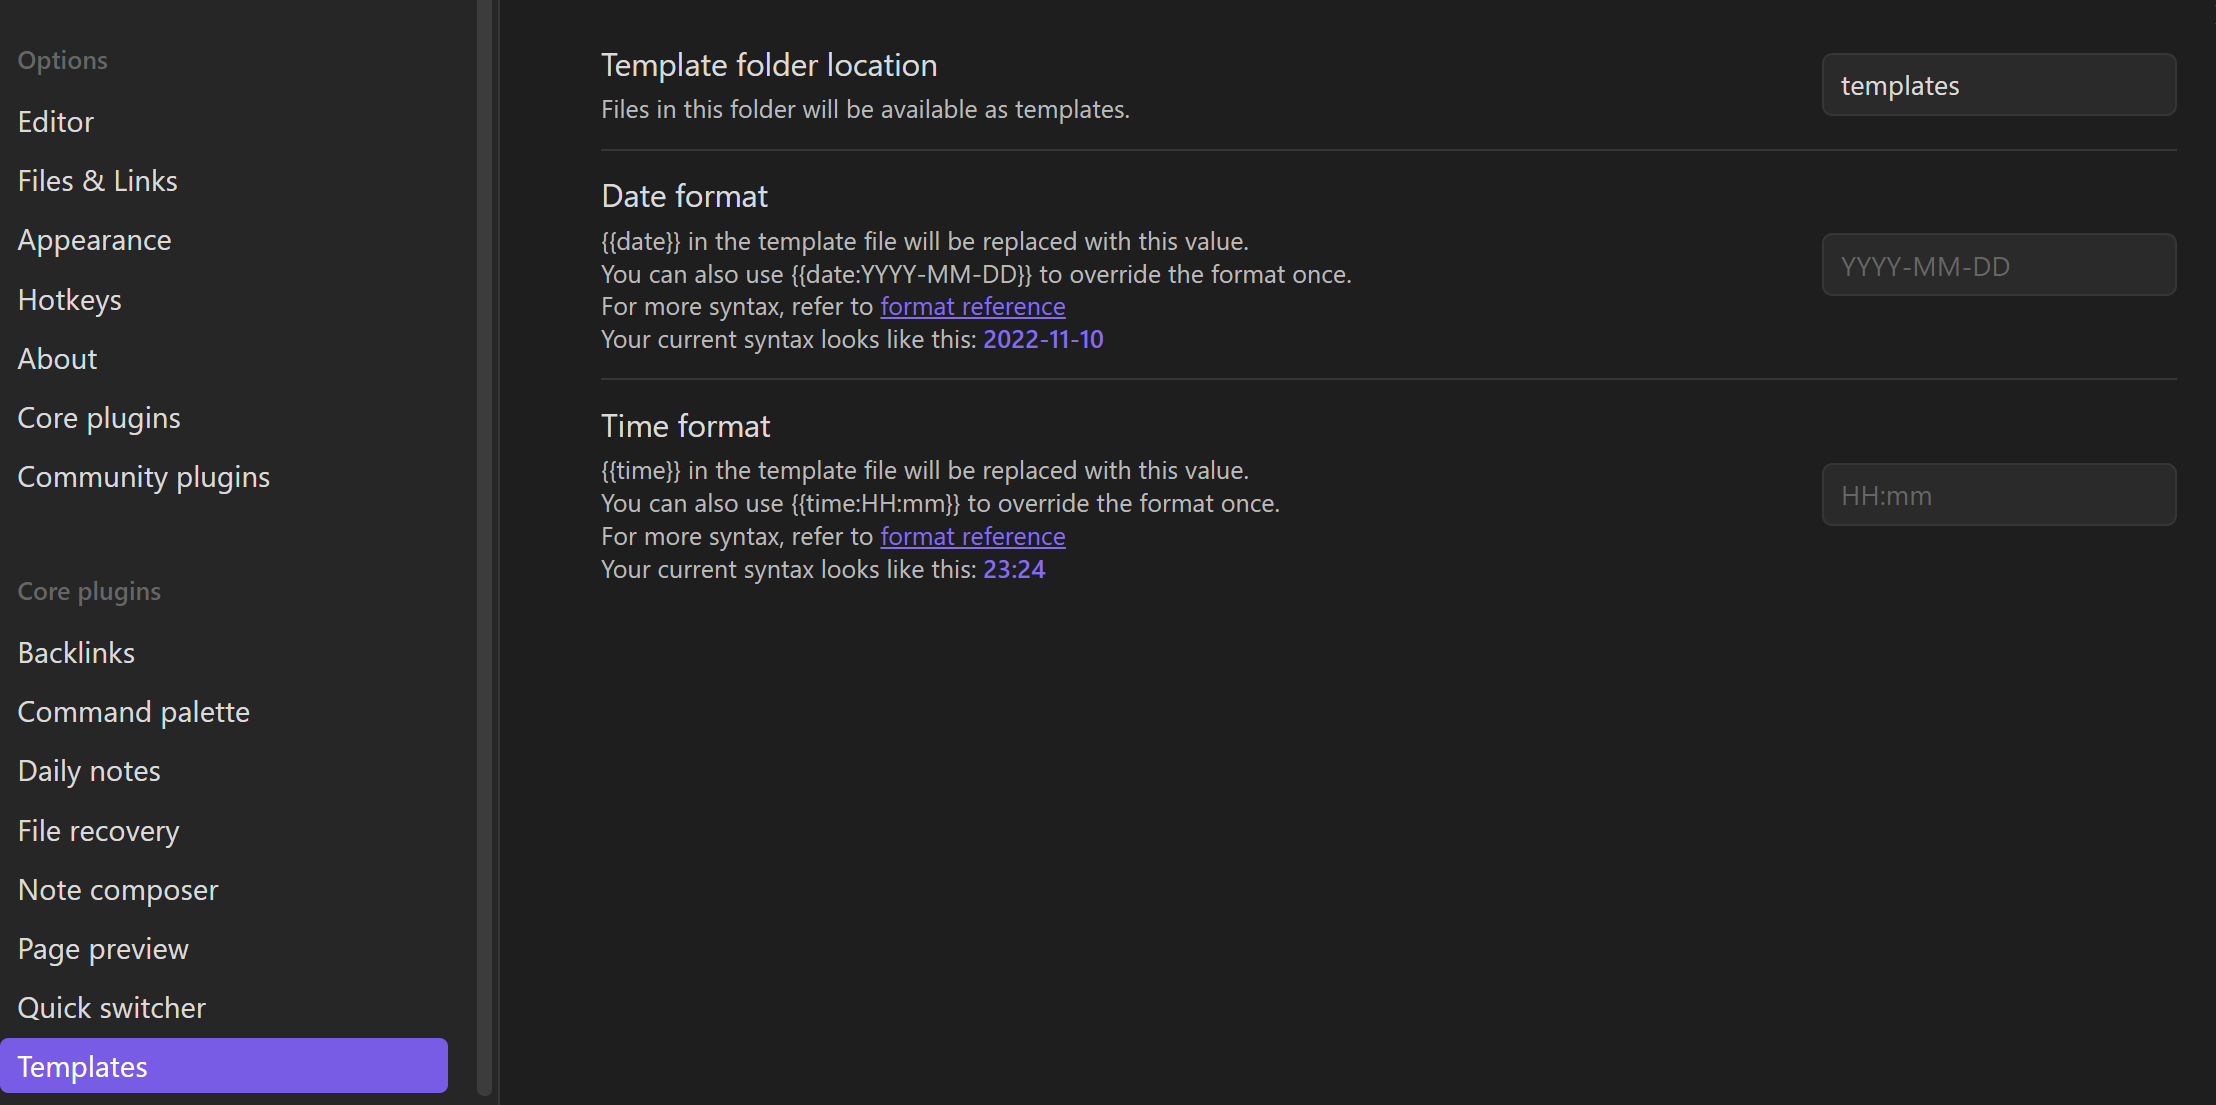 Options
Editor
Files & Links
Appearance
Hotkeys
About
Core plugins
Community plugins
Core plugins
Backlinks
Command palette
Daily notes
File recovery
Note composer
Page preview
Quick switcher
Templates
Template folder location
Files in this folder will be available as templates.
templates
Date format
{{date}} in the template file will be replaced with this value.
You can also use {{date:YYYY-MM-DD}} to override the format once.
For more syntax, refer to format reference
Your current syntax looks like this: 2022-11-10
YYYY-MM-DD
Time format
{{time}} in the template file will be replaced with this value.
You can also use {{time:HH:mm}} to override the format once.
For more syntax, refer to format reference
Your current syntax looks like this: 23:24
HH:mm